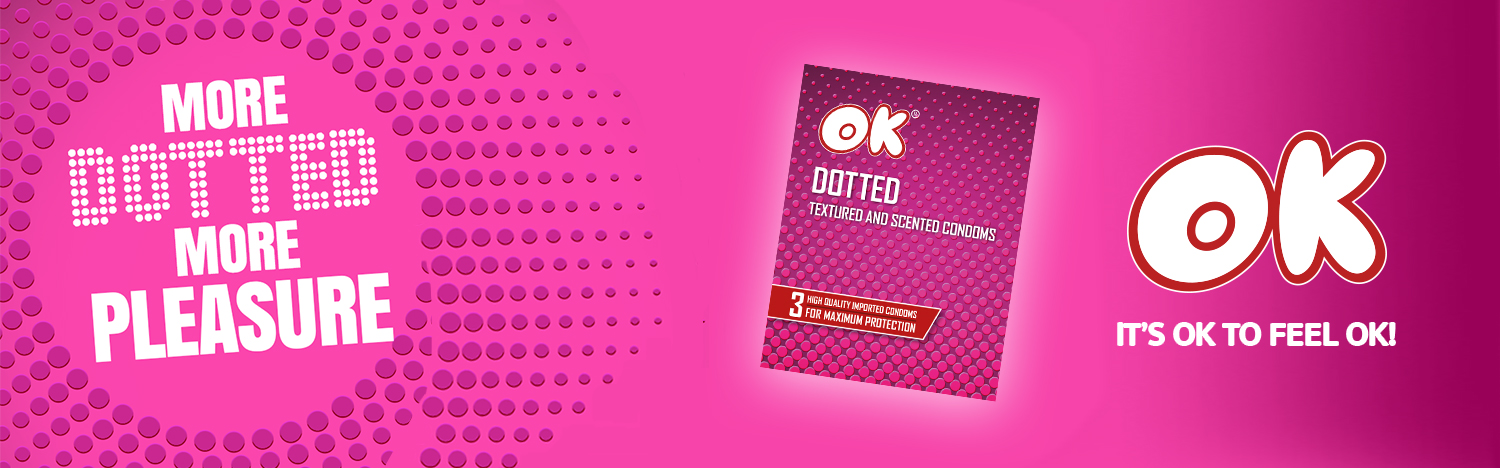 MORE
DOTTED
MORE
PLEASURE
OK®
DOTTED
TEXTURED AND SCENTED CONDOMS
3 HIGH QUALITY IMPORTED CONDOMS
FOR MAXIMUM PROTECTION
OK
IT'S OK TO FEEL OK!